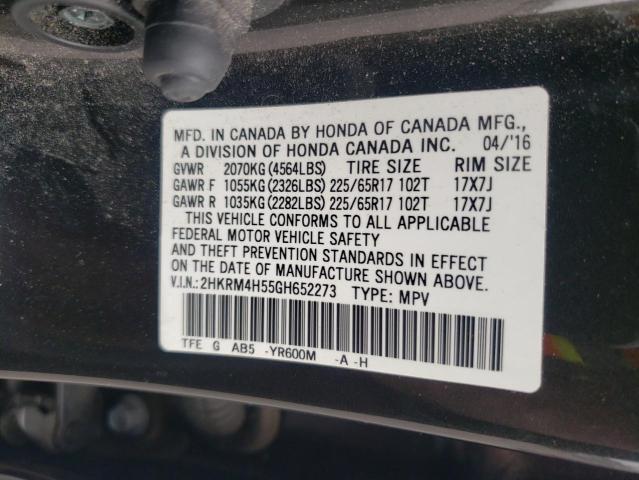 MFD. IN CANADA BY HONDA OF CANADA MFG.,
A DIVISION OF HONDA CANADA INC. 04/'16
GVWR 2070KG(4564LBS) TIRE SIZE RIM SIZE
GAWR F 1055KG(2326LBS) 225/65R17 102T 17X7J
GAWR R 1035KG(2282LBS) 225/65R17 102T 17X7J
THIS VEHICLE CONFORMS TO ALL APPLICABLE
FEDERAL MOTOR VEHICLE SAFETY
AND THEFT PREVENTION STANDARDS IN EFFECT
ON THE DATE OF MANUFACTURE SHOWN ABOVE.
V.I.N.: 2HKRM4H55GH652273 TYPE: MPV
TFE G AB5 -YR600M -A -H